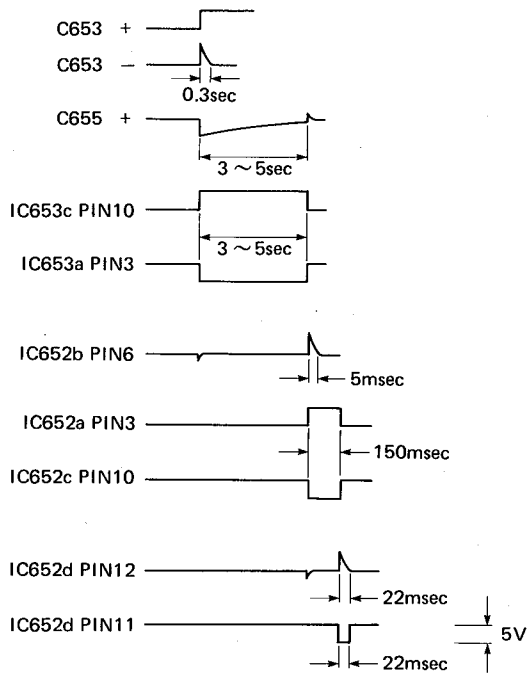 C653 +
C653 −
0.3sec
C655 +
3 ~ 5sec
IC653c PIN10
3 ~ 5sec
IC653a PIN3
IC652b PIN6
5msec
IC652a PIN3
150msec
IC652c PIN10
IC652d PIN12
22msec
IC652d PIN11
5V
22msec